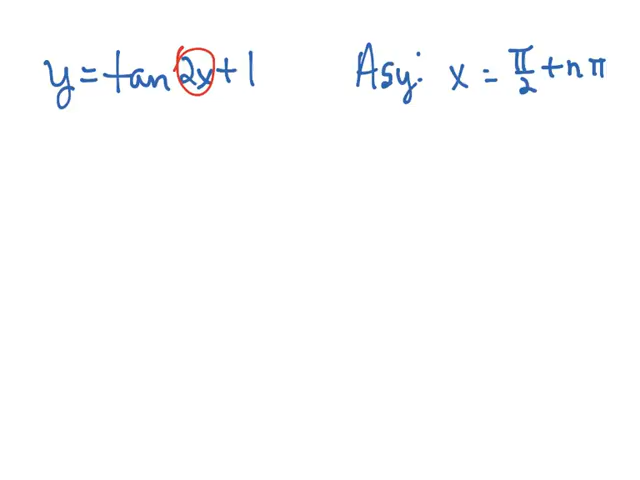 y = tan 2x + 1
Asy: x = π/2 + nπ